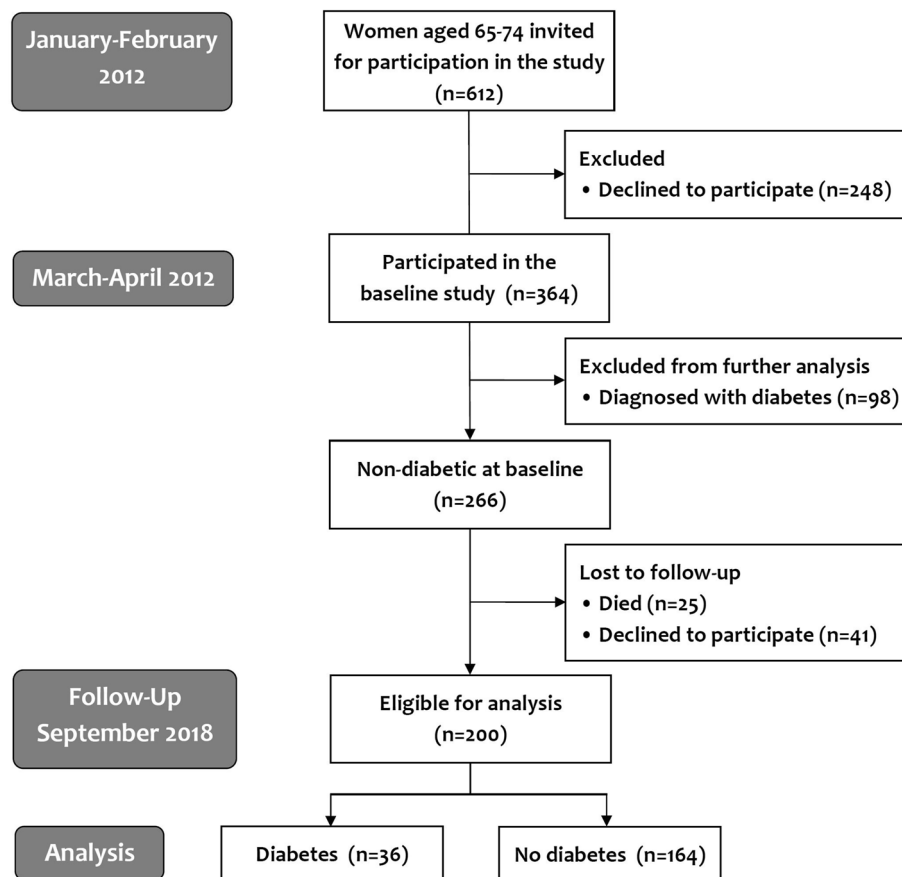 January-February
2012
Women aged 65-74 invited
for participation in the study
(n=612)
Excluded
• Declined to participate (n=248)
March-April 2012
Participated in the
baseline study (n=364)
Excluded from further analysis
• Diagnosed with diabetes (n=98)
Non-diabetic at baseline
(n=266)
Lost to follow-up
• Died (n=25)
• Declined to participate (n=41)
Follow-Up
September 2018
Eligible for analysis
(n=200)
Analysis
Diabetes (n=36)
No diabetes (n=164)